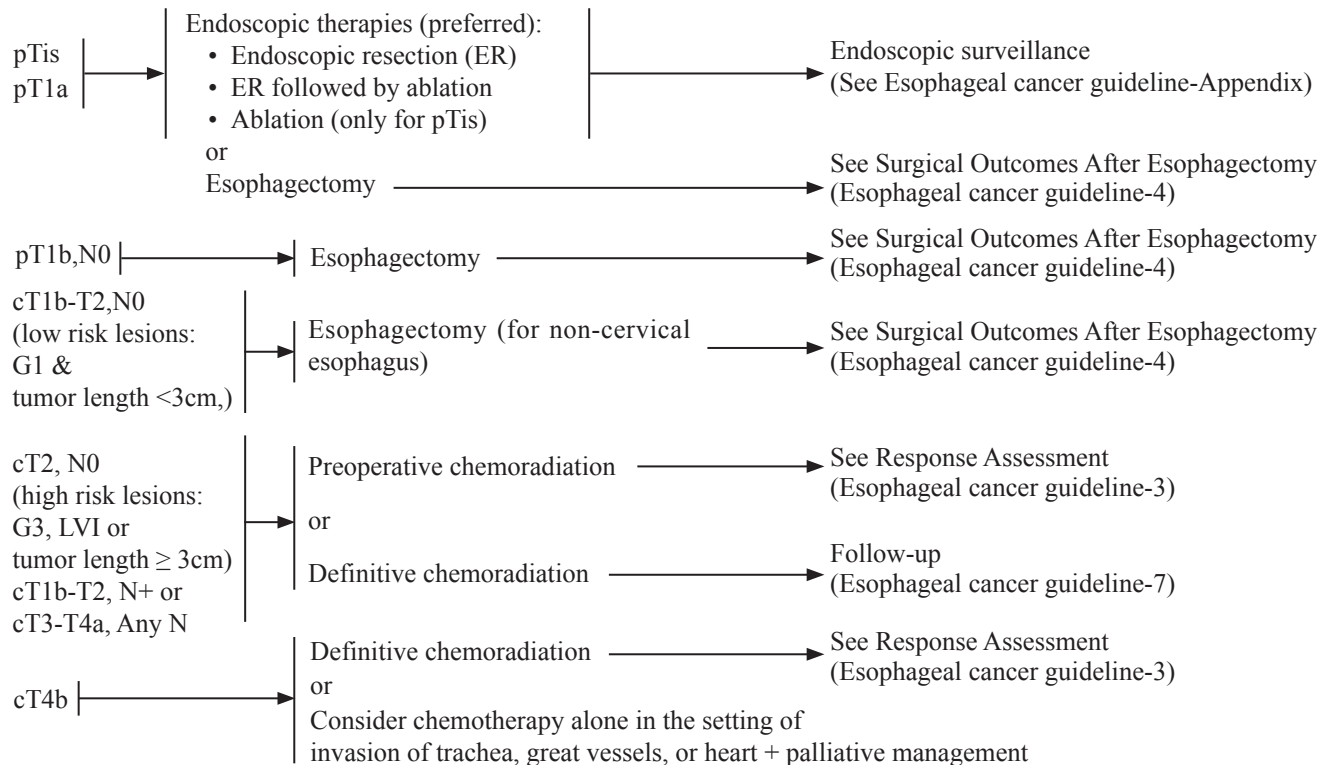 pTis
pT1a
Endoscopic therapies (preferred):
• Endoscopic resection (ER)
• ER followed by ablation
• Ablation (only for pTis)
or
Esophagectomy
Endoscopic surveillance
(See Esophageal cancer guideline-Appendix)
See Surgical Outcomes After Esophagectomy
(Esophageal cancer guideline-4)
pT1b,N0
Esophagectomy
See Surgical Outcomes After Esophagectomy
(Esophageal cancer guideline-4)
cT1b-T2,N0
(low risk lesions:
G1 &
tumor length <3cm,)
Esophagectomy (for non-cervical
esophagus)
See Surgical Outcomes After Esophagectomy
(Esophageal cancer guideline-4)
cT2, N0
(high risk lesions:
G3, LVI or
tumor length ≥ 3cm)
cT1b-T2, N+ or
cT3-T4a, Any N
Preoperative chemoradiation
or
Definitive chemoradiation
See Response Assessment
(Esophageal cancer guideline-3)
Follow-up
(Esophageal cancer guideline-7)
cT4b
Definitive chemoradiation
or
Consider chemotherapy alone in the setting of
invasion of trachea, great vessels, or heart + palliative management
See Response Assessment
(Esophageal cancer guideline-3)